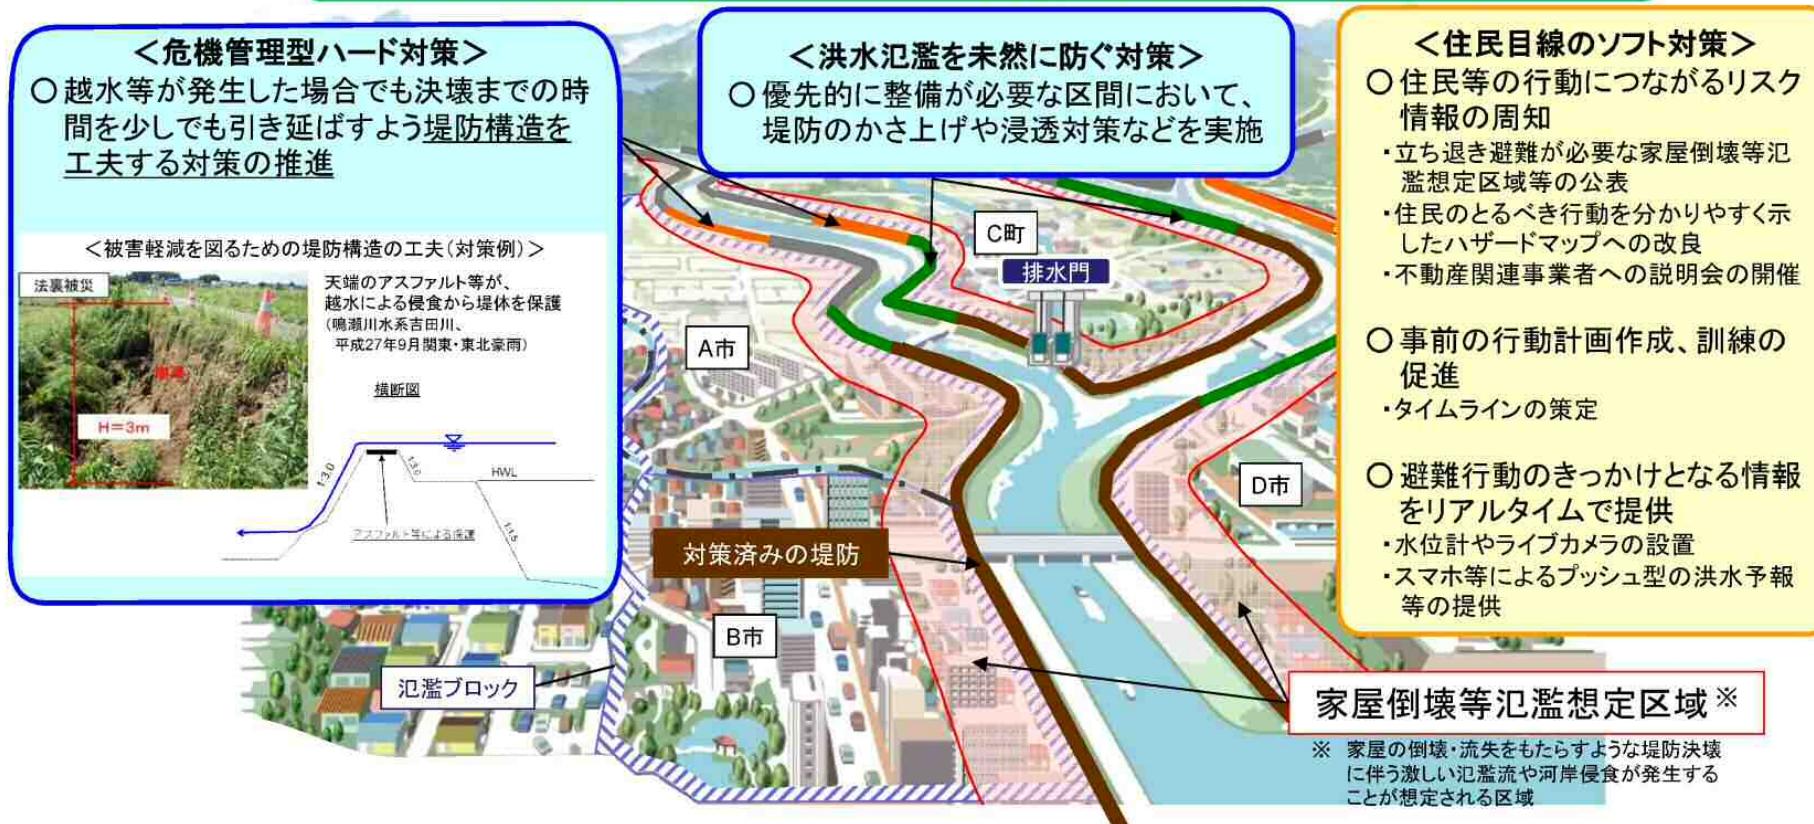 ＜危機管理型ハード対策＞
○越水等が発生した場合でも決壊までの時
間を少しでも引き延ばすよう堤防構造を
工夫する対策の推進
＜被害軽減を図るための堤防構造の工夫（対策例）＞
法裏被災
H＝3m
天端のアスファルト等が、
越水による侵食から堤体を保護
（鳴瀬川水系吉田川、
平成27年9月関東・東北豪雨）
横断図
1:3.0
1:3.0
HWL
1:1.5
アスファルト等による保護
＜洪水氾濫を未然に防ぐ対策＞
○優先的に整備が必要な区間において、
堤防のかさ上げや浸透対策などを実施
C町
排水門
A市
D市
対策済みの堤防
B市
氾濫ブロック
＜住民目線のソフト対策＞
○住民等の行動につながるリスク
情報の周知
・立ち退き避難が必要な家屋倒壊等氾
濫想定区域等の公表
・住民のとるべき行動を分かりやすく示
したハザードマップへの改良
・不動産関連事業者への説明会の開催
○事前の行動計画作成、訓練の
促進
・タイムラインの策定
○避難行動のきっかけとなる情報
をリアルタイムで提供
・水位計やライブカメラの設置
・スマホ等によるプッシュ型の洪水予報
等の提供
家屋倒壊等氾濫想定区域※
※ 家屋の倒壊・流失をもたらすような堤防決壊
に伴う激しい氾濫流や河岸侵食が発生する
ことが想定される区域